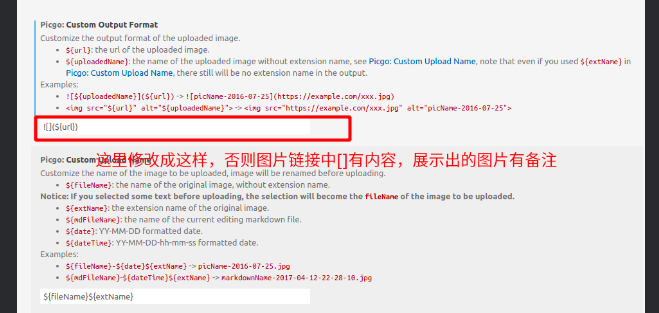 Picgo: Custom Output Format
Customize the output format of the uploaded image.
• ${url}: the url of the uploaded image.
• ${uploadedName}: the name of the uploaded image without extension name, see Picgo: Custom Upload Name, note that even if you used ${extName} in
Picgo: Custom Upload Name, there still will be no extension name in the output.
Examples:
• ![${uploadedName}](${url}) -> ![picName-2016-07-25](https://example.com/xxx.jpg)
• <img src="${url}" alt="${uploadedName}"> -> <img src="https://example.com/xxx.jpg" alt="picName-2016-07-25">
![](${url})
这里修改成这样，否则图片链接中[]有内容，展示出的图片有备注
Picgo: Custom Upload Name
Customize the name of the image to be uploaded, image will be renamed before uploading.
• ${fileName}: the name of the original image, without extension name.
Notice: If you selected some text before uploading, the selection will become the fileName of the image to be uploaded.
• ${extName}: the extension name of the original image.
• ${mdFileName}: the name of the current editing markdown file.
• ${date}: YY-MM-DD formatted date.
• ${dateTime}: YY-MM-DD-hh-mm-ss formatted date.
Examples:
• ${fileName}-${date}${extName} -> picName-2016-07-25.jpg
• ${mdFileName}-${dateTime}${extName} -> markdownName-2017-04-12-22-28-10.jpg
${fileName}${extName}